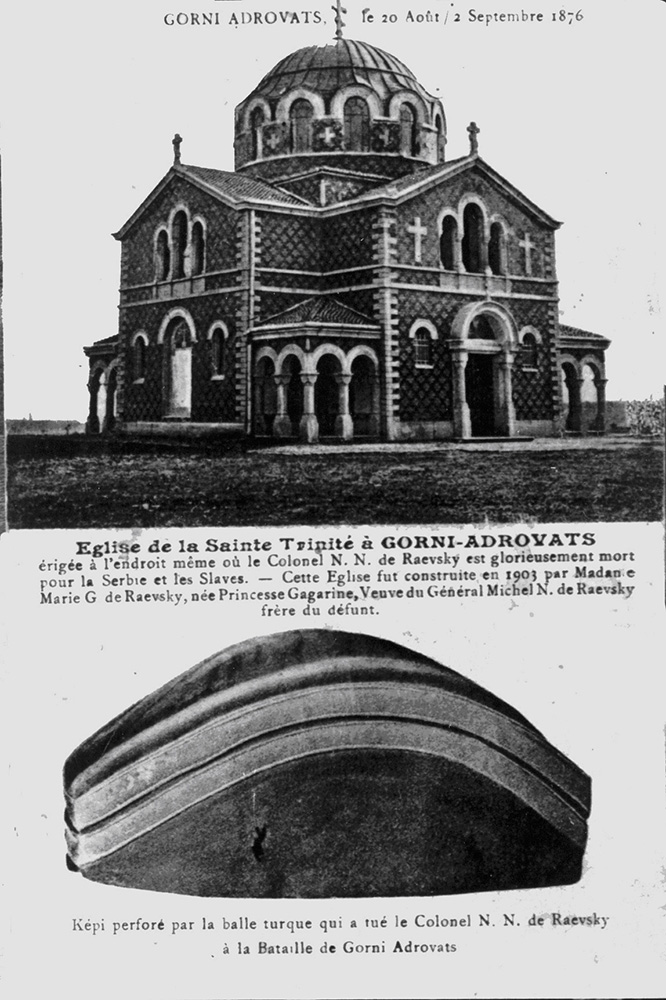 GORNI ADROVATS, le 20 Août / 2 Septembre 1876
Eglise de la Sainte Trinité à GORNI-ADROVATS
érigée à l'endroit même où le Colonel N. N. de Raevsky est glorieusement mort
pour la Serbie et les Slaves. — Cette Eglise fut construite en 1903 par Madame
Marie G de Raevsky, née Princesse Gagarine, Veuve du Général Michel N. de Raevsky
frère du défunt.
Képi perforé par la balle turque qui a tué le Colonel N. N. de Raevsky
à la Bataille de Gorni Adrovats